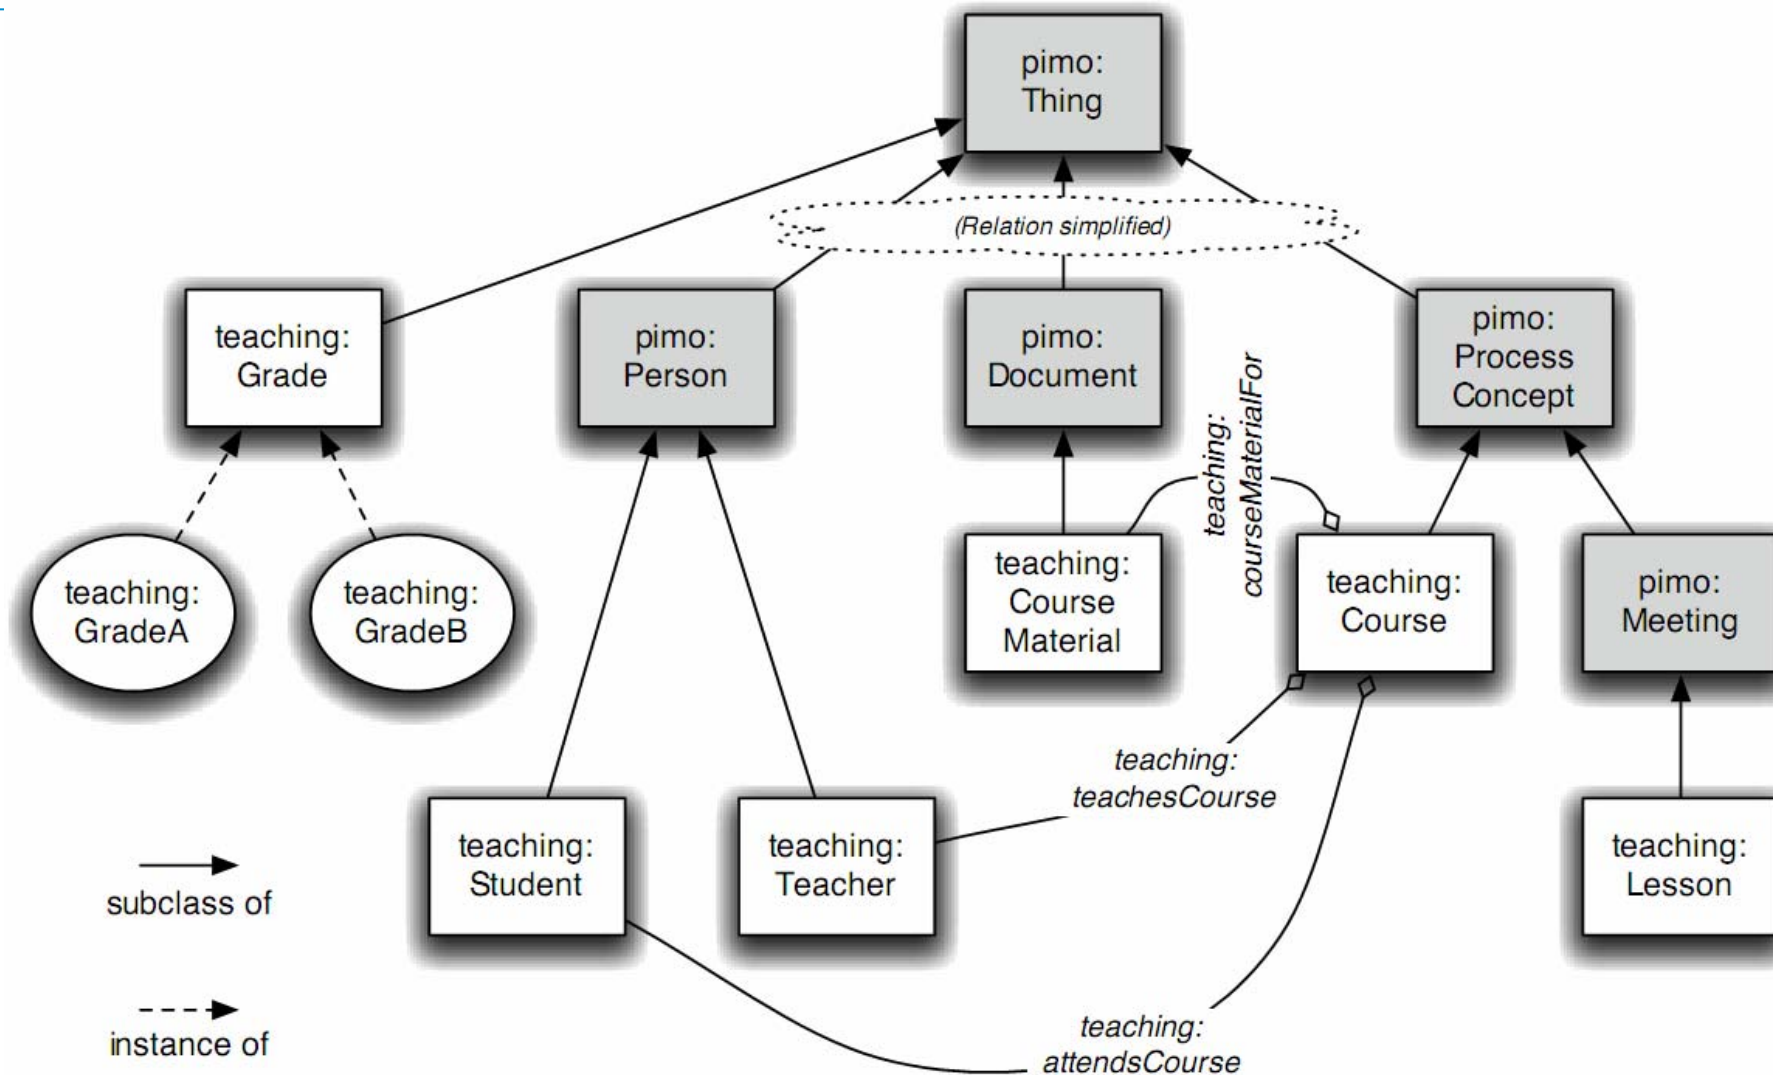 pimo:
Thing
(Relation simplified)
teaching:
Grade
pimo:
Person
pimo:
Document
pimo:
Process
Concept
teaching:
courseMaterialFor
teaching:
GradeA
teaching:
GradeB
teaching:
Course
Material
teaching:
Course
pimo:
Meeting
teaching:
teachesCourse
teaching:
Student
teaching:
Teacher
teaching:
Lesson
subclass of
instance of
teaching:
attendsCourse